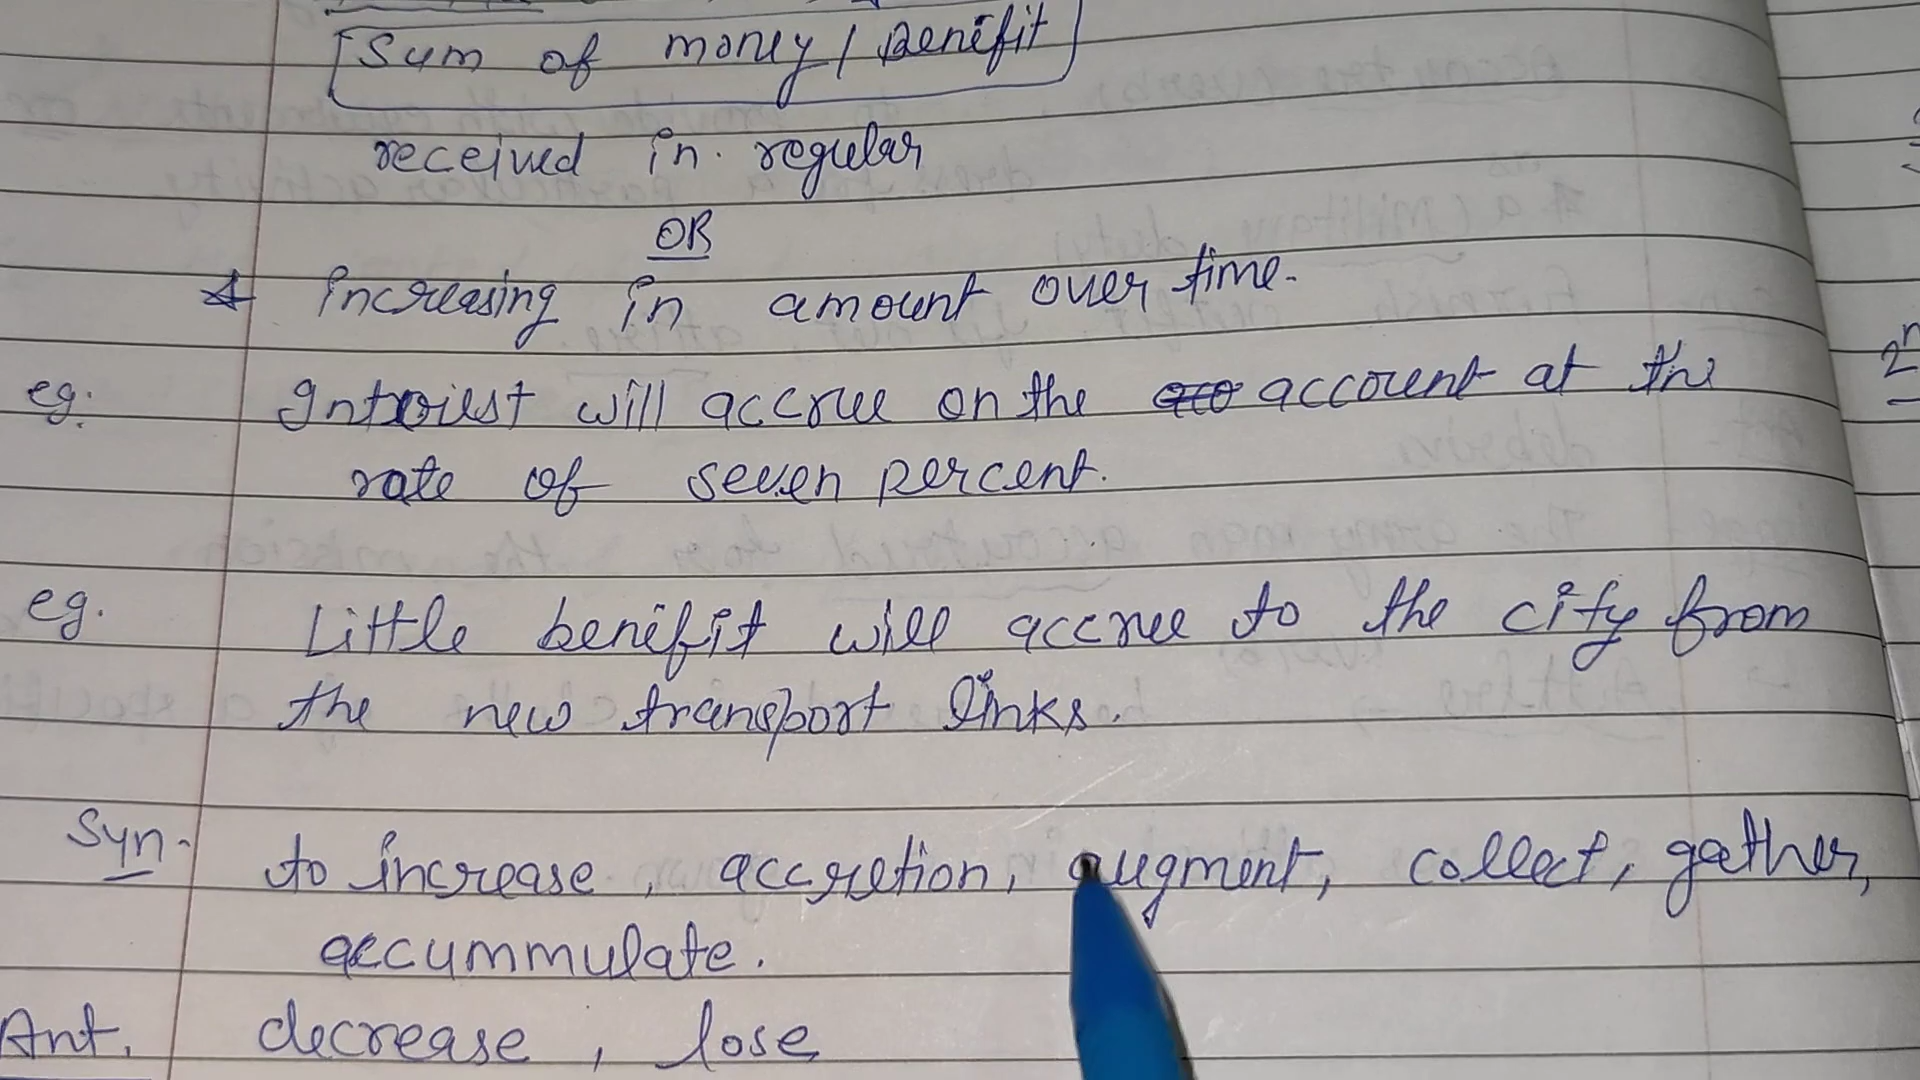 Sum of money / Benefit
received in regular
OR
increasing in amount over time.
eg. Interiest will accrue on the account at the
rate of seven percent.
eg. Little benefit will accrue to the city from
the new transport links.
Syn. to increase, accretion, augment, collect, gather,
accummulate.
Ant. decrease, lose